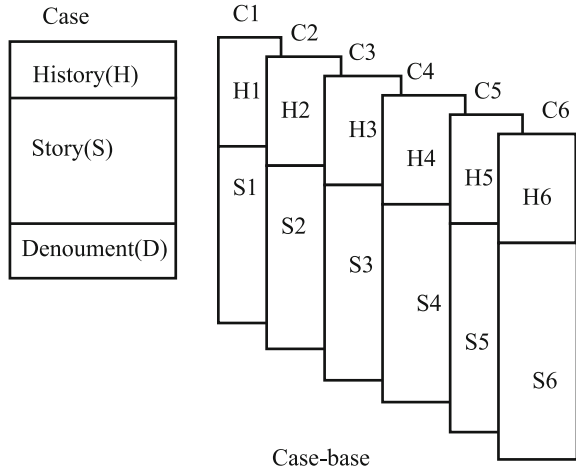 Case
History(H)
Story(S)
Denoument(D)
C1
C2
C3
C4
C5
C6
H1
H2
H3
H4
H5
H6
S1
S2
S3
S4
S5
S6
Case-base